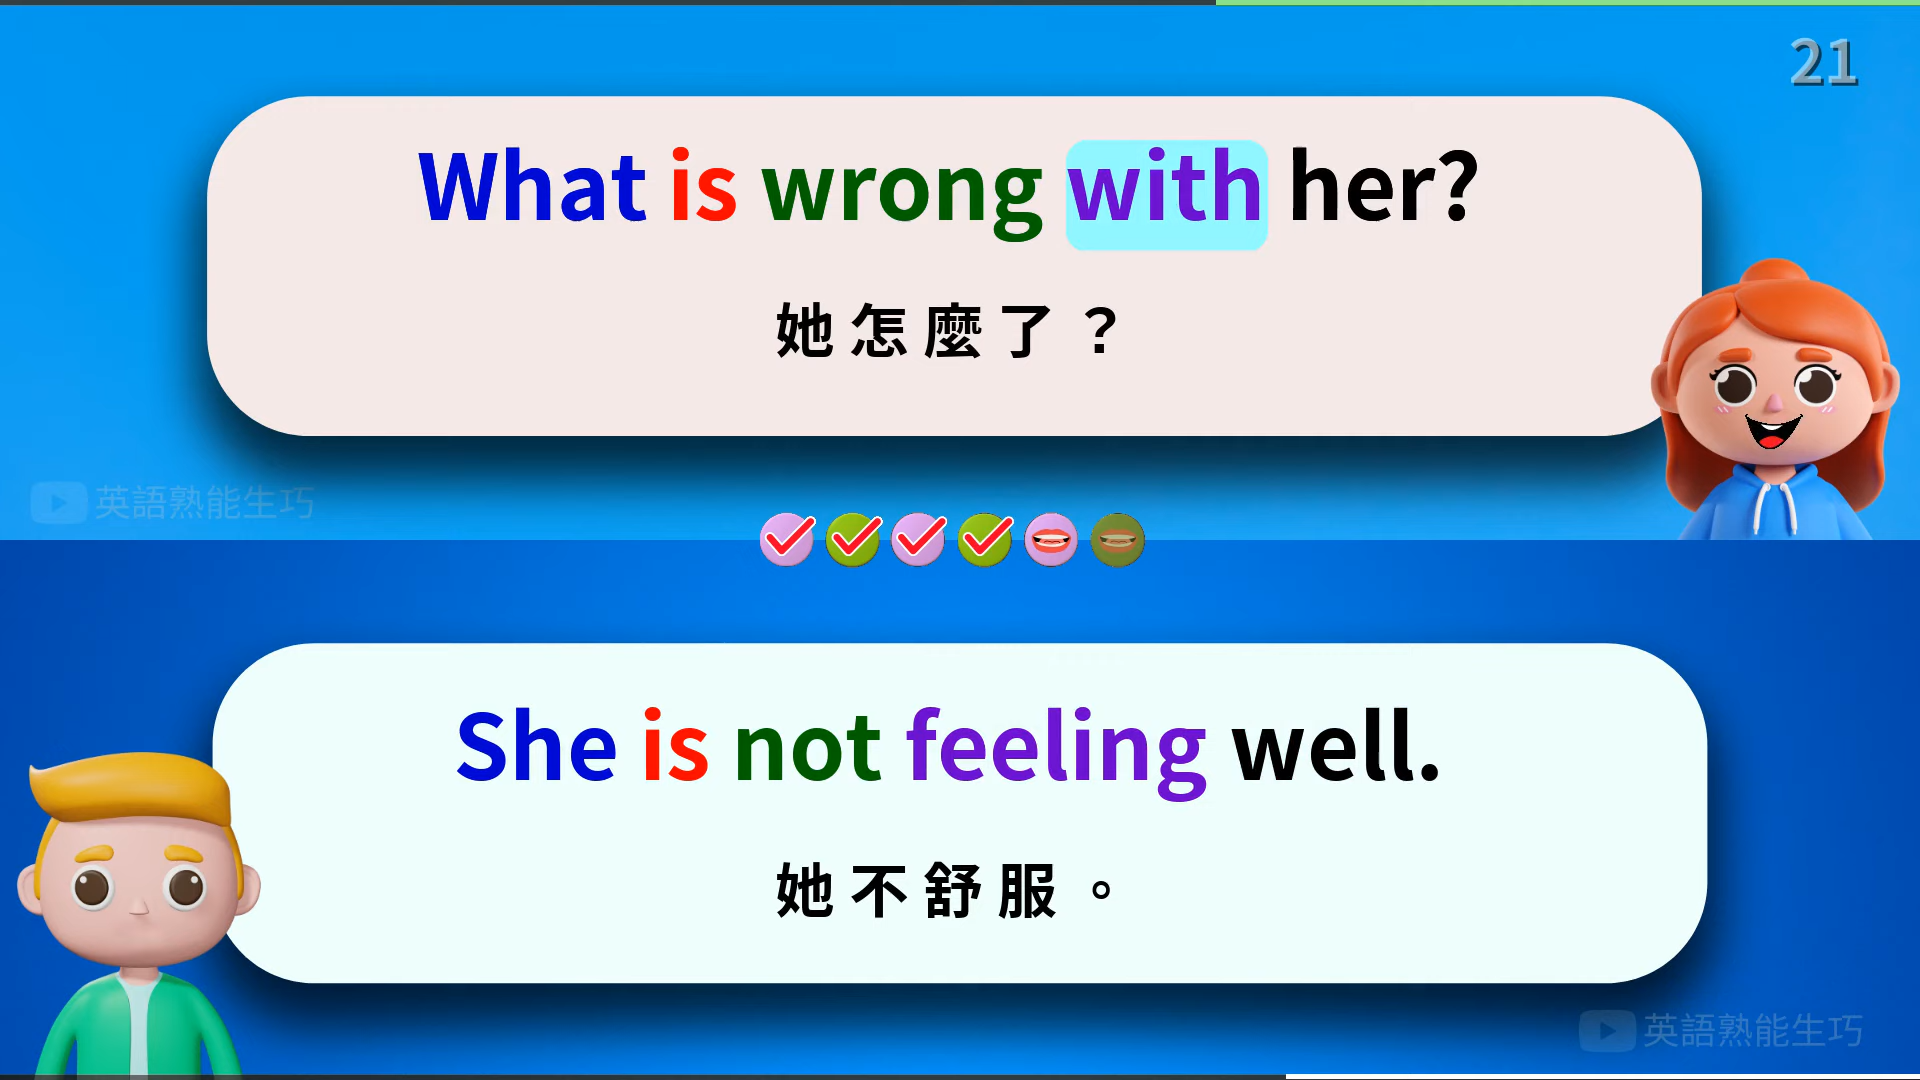 21
What is wrong with her?
她怎麼了？
英語熟能生巧
She is not feeling well.
她不舒服。
英語熟能生巧